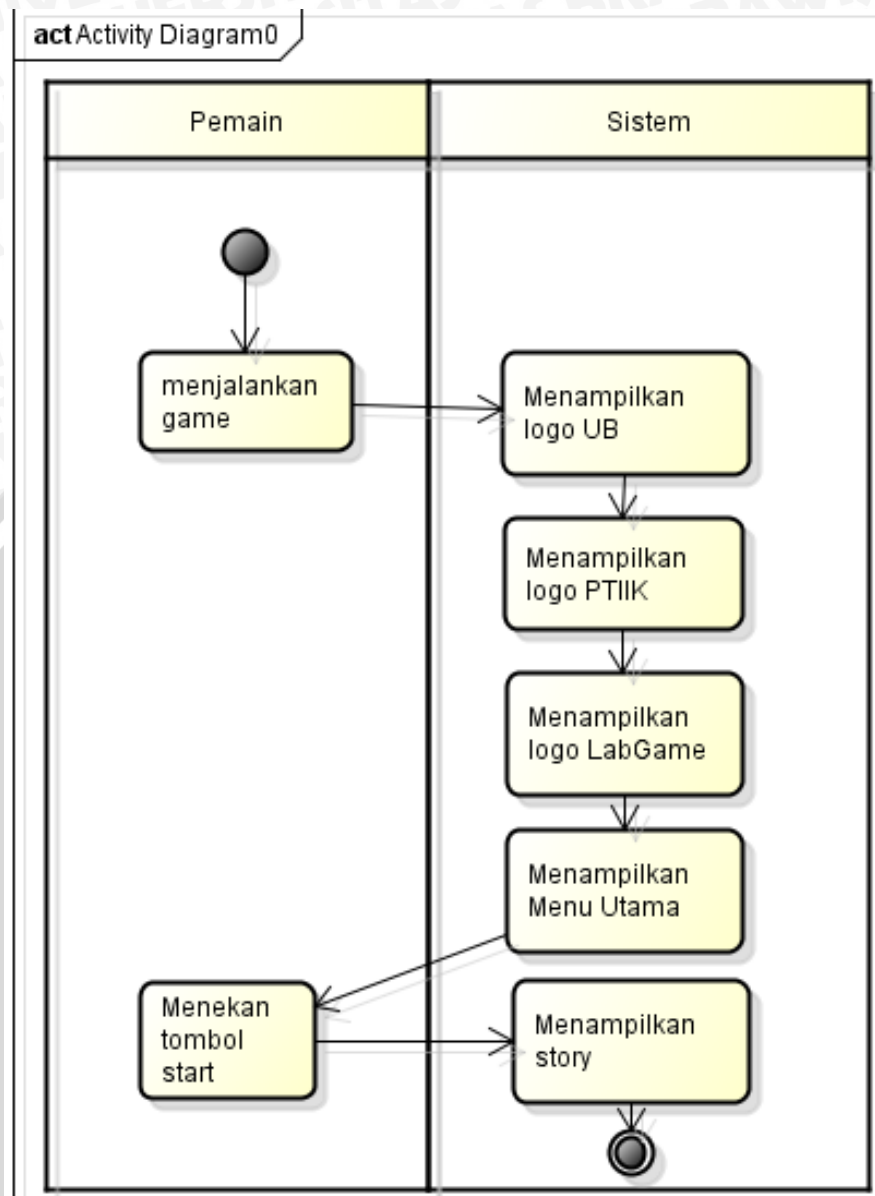 act Activity Diagram0
Pemain
Sistem
menjalankan
game
Menampilkan
logo UB
Menampilkan
logo PTIIK
Menampilkan
logo LabGame
Menampilkan
Menu Utama
Menekan
tombol
start
Menampilkan
story